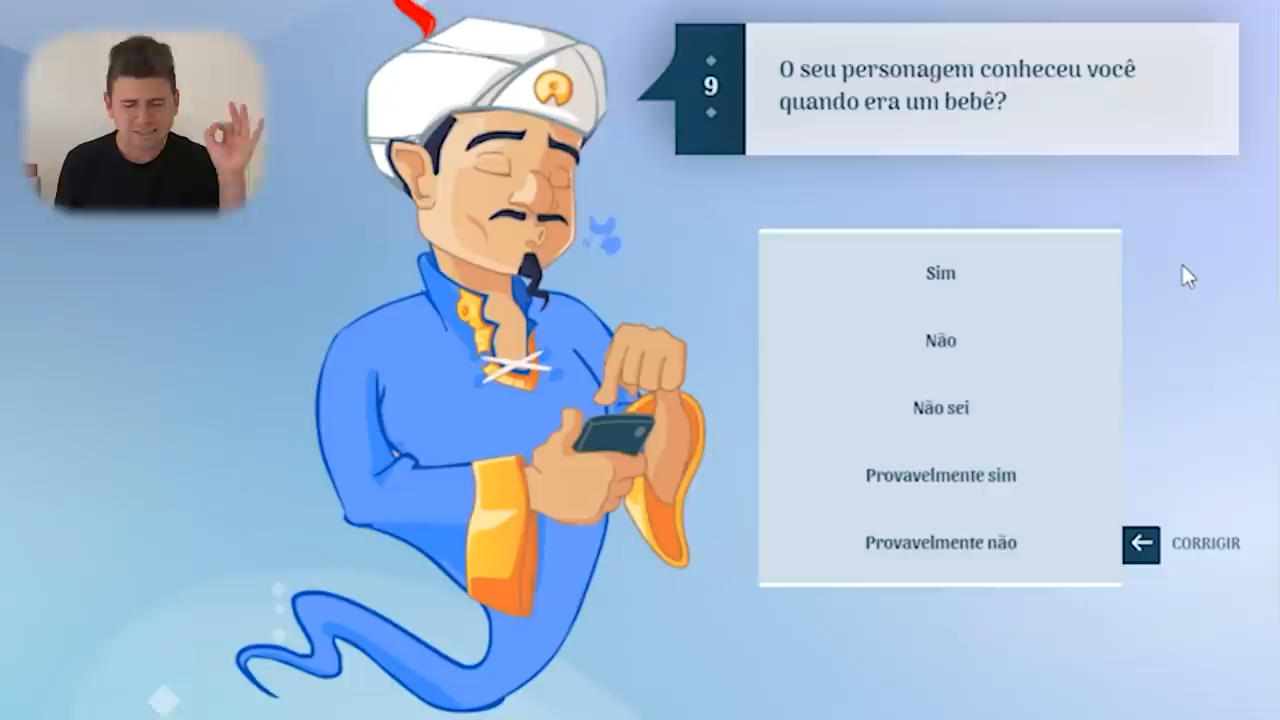 9
O seu personagem conheceu você
quando era um bebê?
Sim
Não
Não sei
Provavelmente sim
Provavelmente não
CORRIGIR